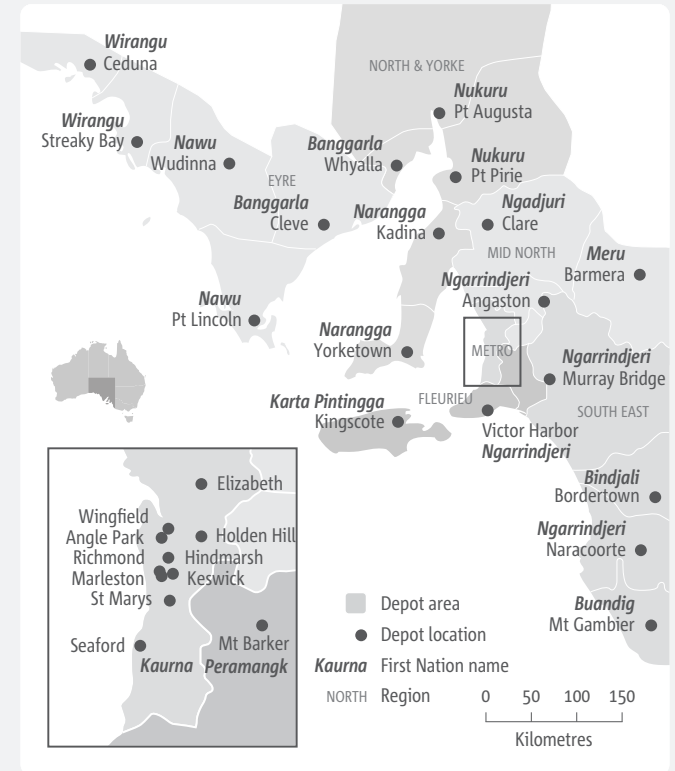 Wirangu
Ceduna
NORTH & YORKE
Nukuru
Pt Augusta
Wirangu
Streaky Bay
Nawu
Wudinna
Banggarla
Whyalla
Nukuru
Pt Pirie
EYRE
Banggarla
Cleve
Narangga
Kadina
Ngadjuri
Clare
MID NORTH
Meru
Barmera
Ngarrindjeri
Angaston
Nawu
Pt Lincoln
Narangga
Yorketown
METRO
Ngarrindjeri
Murray Bridge
Karta Pintingga
Kingscote
FLEURIEU
SOUTH EAST
Victor Harbor
Ngarrindjeri
Bindjali
Bordertown
Ngarrindjeri
Naracoorte
Buandig
Mt Gambier
Elizabeth
Wingfield
Angle Park
Holden Hill
Richmond
Hindmarsh
Marleston
Keswick
St Marys
Seaford
Mt Barker
Kaurna
Peramangk
Depot area
Depot location
Kaurna First Nation name
NORTH Region
0 50 100 150
Kilometres